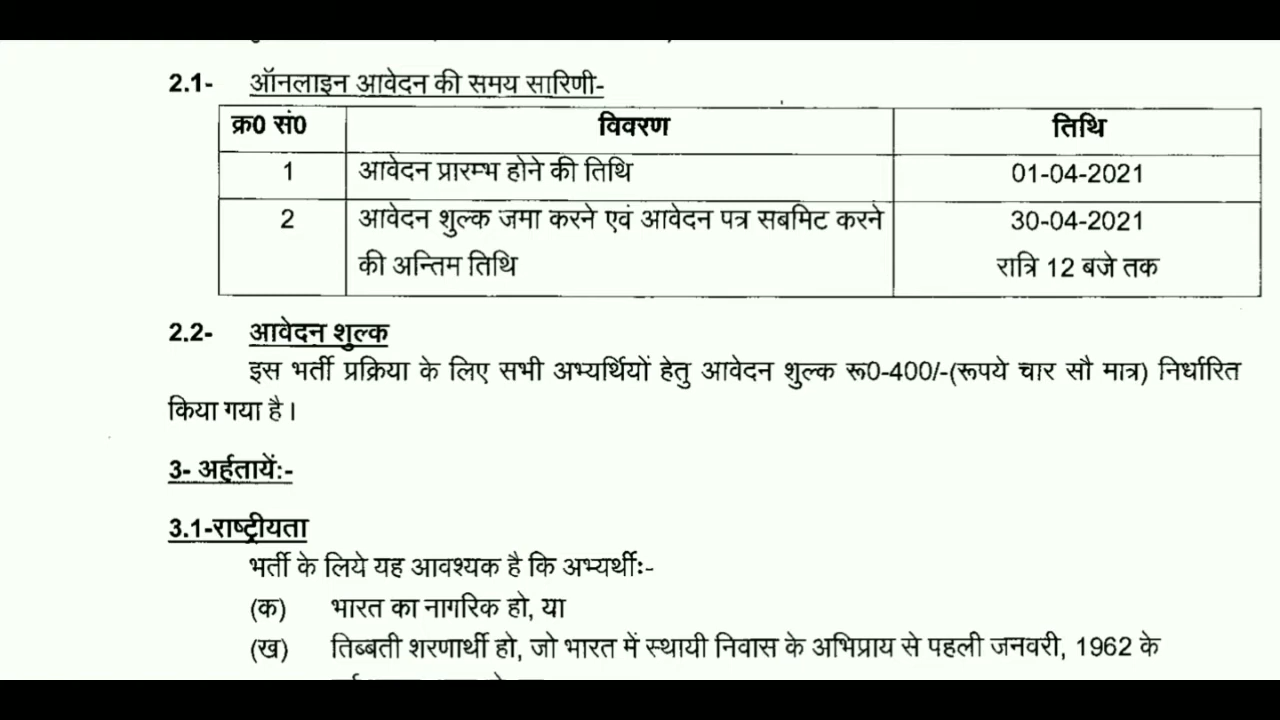 2.1- ऑनलाइन आवेदन की समय सारिणी-
क्र0 सं0 विवरण तिथि
1 आवेदन प्रारम्भ होने की तिथि 01-04-2021
2 आवेदन शुल्क जमा करने एवं आवेदन पत्र सबमिट करने 30-04-2021
की अन्तिम तिथि रात्रि 12 बजे तक
2.2- आवेदन शुल्क
इस भर्ती प्रक्रिया के लिए सभी अभ्यर्थियों हेतु आवेदन शुल्क रू0-400/-(रूपये चार सौ मात्र) निर्धारित
किया गया है।
3- अर्हतायें:-
3.1-राष्ट्रीयता
भर्ती के लिये यह आवश्यक है कि अभ्यर्थीः-
(क) भारत का नागरिक हो, या
(ख) तिब्बती शरणार्थी हो, जो भारत में स्थायी निवास के अभिप्राय से पहली जनवरी, 1962 के